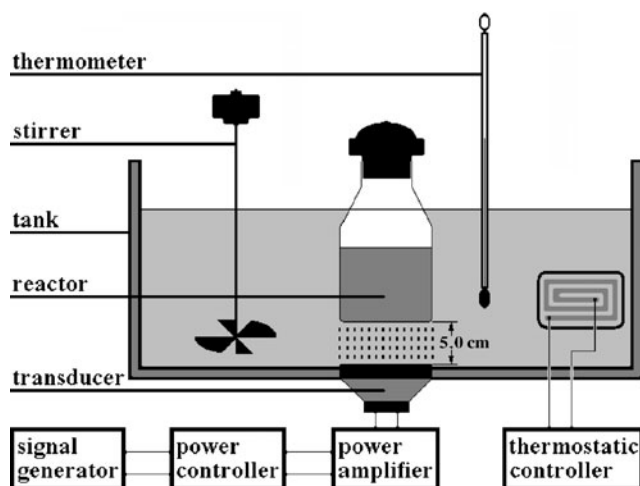 thermometer
stirrer
tank
reactor
5.0 cm
transducer
signal
generator
power
controller
power
amplifier
thermostatic
controller